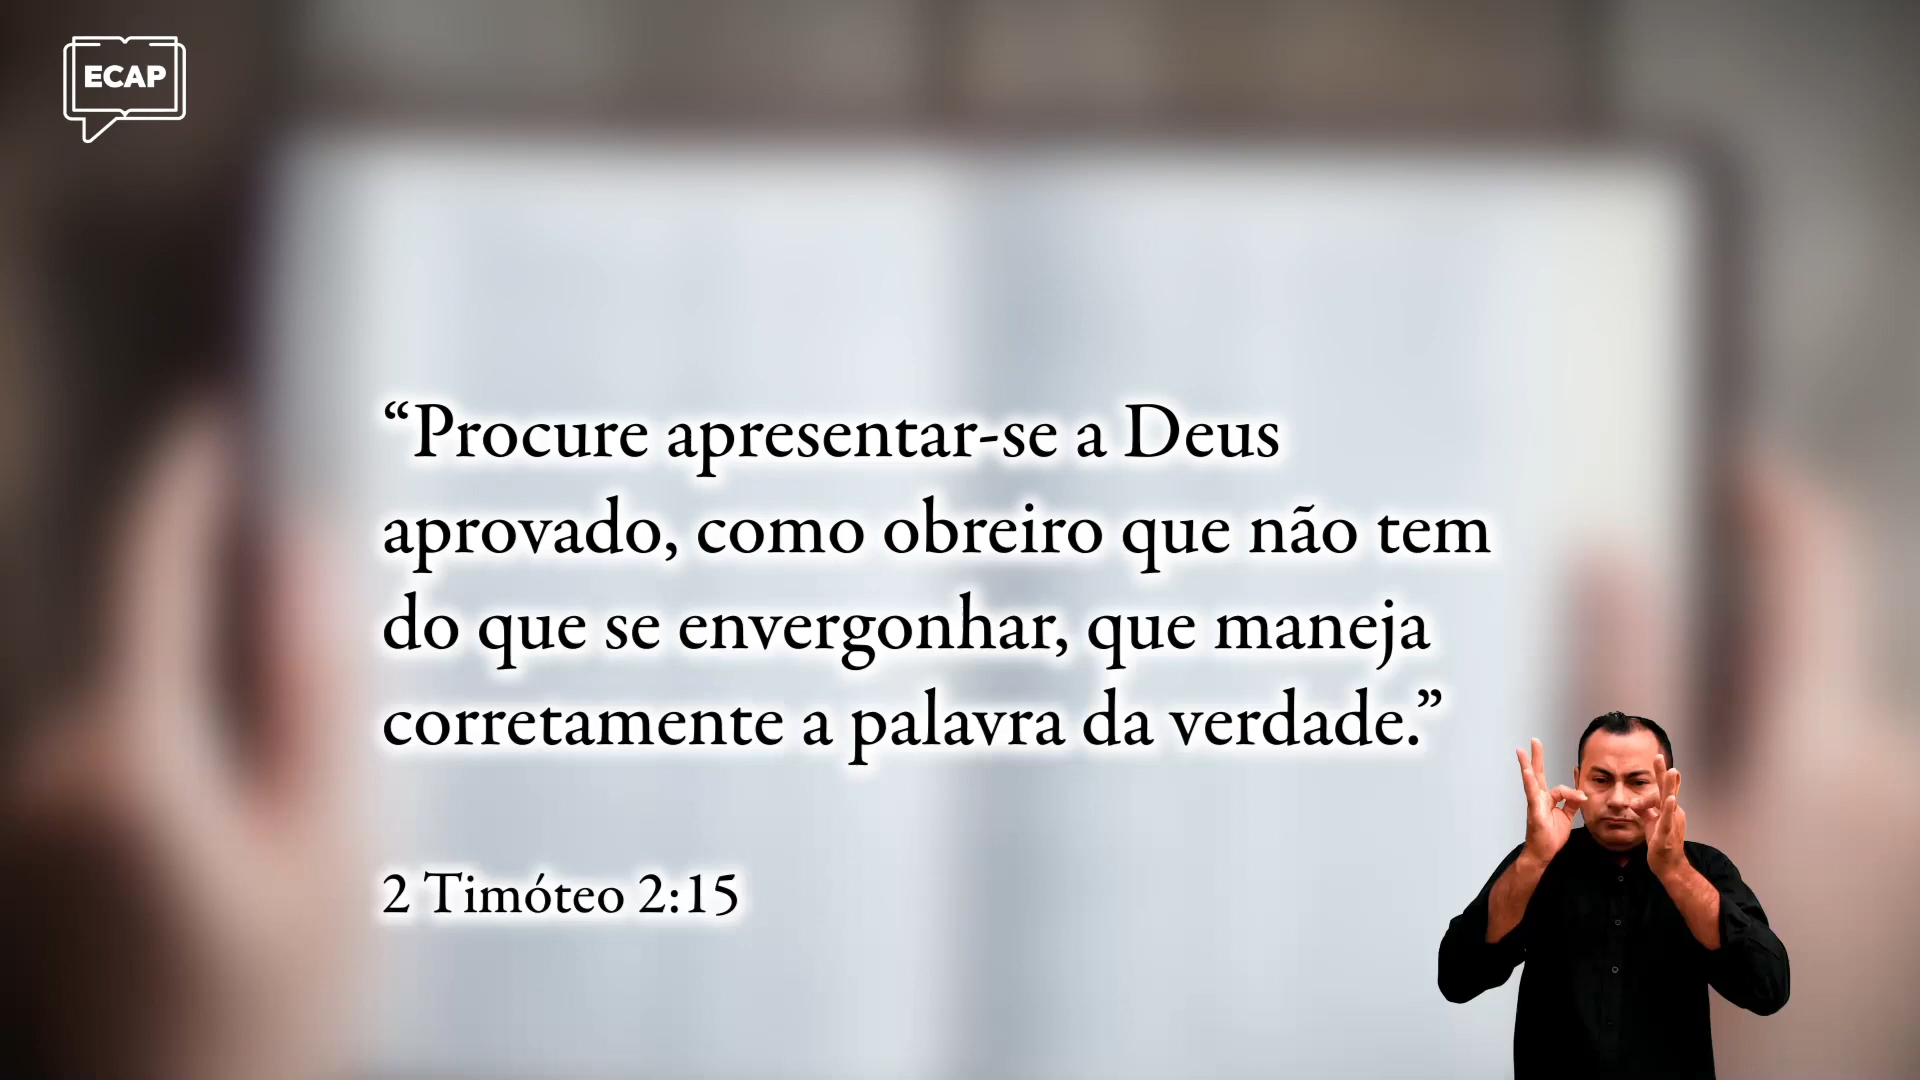 ECAP
“Procure apresentar-se a Deus
aprovado, como obreiro que não tem
do que se envergonhar, que maneja
corretamente a palavra da verdade.”
2 Timóteo 2:15